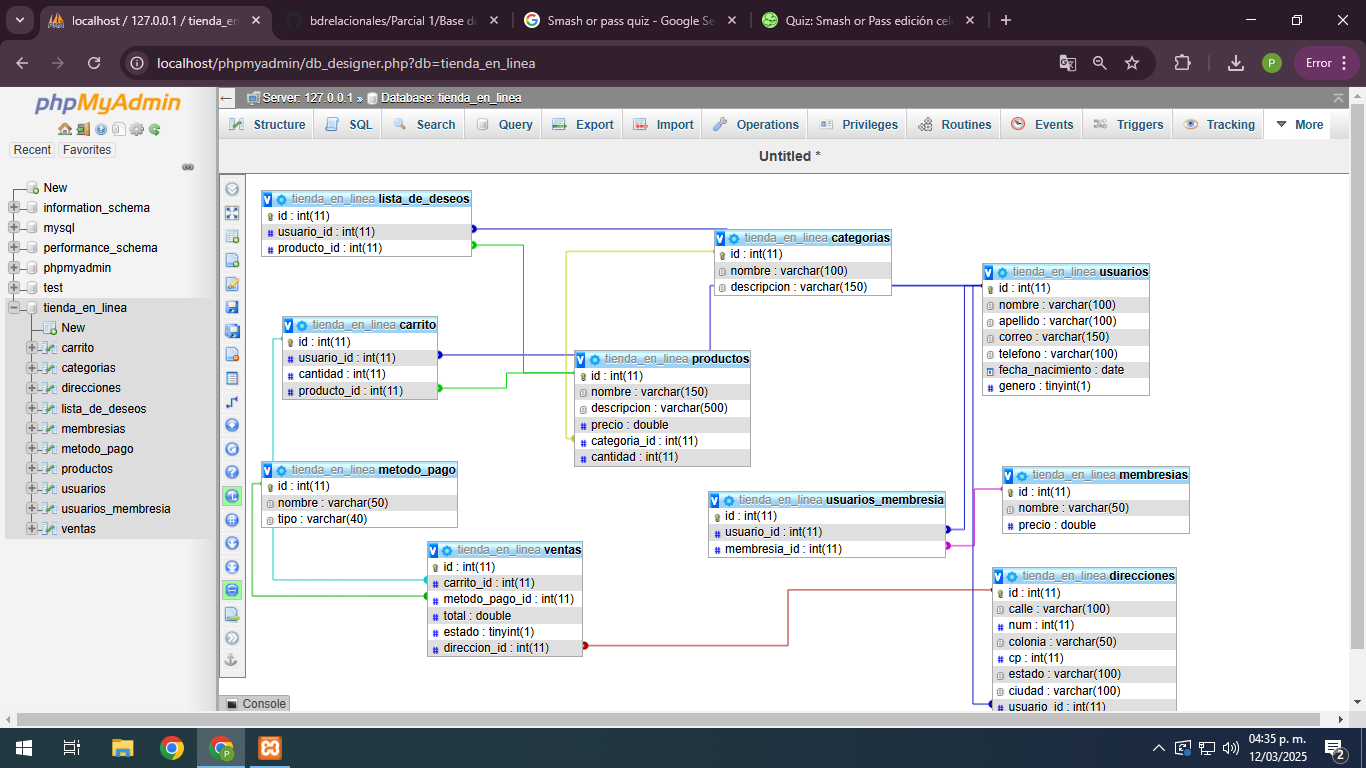 localhost / 127.0.0.1 / tienda_en
bdrelacionales/Parcial 1/Base d
Smash or pass quiz - Google Se
Quiz: Smash or Pass edición cel
localhost/phpmyadmin/db_designer.php?db=tienda_en_linea
P
Error
phpMyAdmin
Recent
Favorites
New
information_schema
mysql
performance_schema
phpmyadmin
test
tienda_en_linea
New
carrito
categorias
direcciones
lista_de_deseos
membresias
metodo_pago
productos
usuarios
usuarios_membresia
ventas
Server: 127.0.0.1 » Database: tienda_en_linea
Structure SQL Search Query Export Import Operations Privileges Routines Events Triggers Tracking More
Untitled *
V tienda_en_linea lista_de_deseos
id : int(11)
# usuario_id : int(11)
# producto_id : int(11)
V tienda_en_linea categorias
id : int(11)
nombre : varchar(100)
descripcion : varchar(150)
V tienda_en_linea usuarios
id : int(11)
nombre : varchar(100)
apellido : varchar(100)
correo : varchar(150)
telefono : varchar(100)
fecha_nacimiento : date
# genero : tinyint(1)
V tienda_en_linea carrito
id : int(11)
# usuario_id : int(11)
# cantidad : int(11)
# producto_id : int(11)
V tienda_en_linea productos
id : int(11)
nombre : varchar(150)
descripcion : varchar(500)
# precio : double
# categoria_id : int(11)
# cantidad : int(11)
V tienda_en_linea metodo_pago
id : int(11)
nombre : varchar(50)
tipo : varchar(40)
V tienda_en_linea usuarios_membresia
id : int(11)
# usuario_id : int(11)
# membresia_id : int(11)
V tienda_en_linea membresias
id : int(11)
nombre : varchar(50)
# precio : double
V tienda_en_linea ventas
id : int(11)
# carrito_id : int(11)
# metodo_pago_id : int(11)
# total : double
# estado : tinyint(1)
# direccion_id : int(11)
V tienda_en_linea direcciones
id : int(11)
calle : varchar(100)
# num : int(11)
colonia : varchar(50)
# cp : int(11)
estado : varchar(100)
ciudad : varchar(100)
# usuario_id : int(11)
Console
P
04:35 p. m.
12/03/2025
2